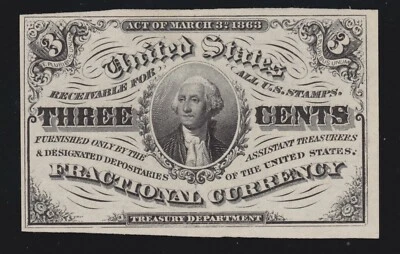 ACT OF MARCH 3D. 1863
3 3
United States
RECEIVABLE FOR ALL U.S. STAMPS.
THREE CENTS
FURNISHED ONLY BY THE ASSISTANT TREASURERS
& DESIGNATED DEPOSITARIES OF THE UNITED STATES.
FRACTIONAL CURRENCY
TREASURY DEPARTMENT